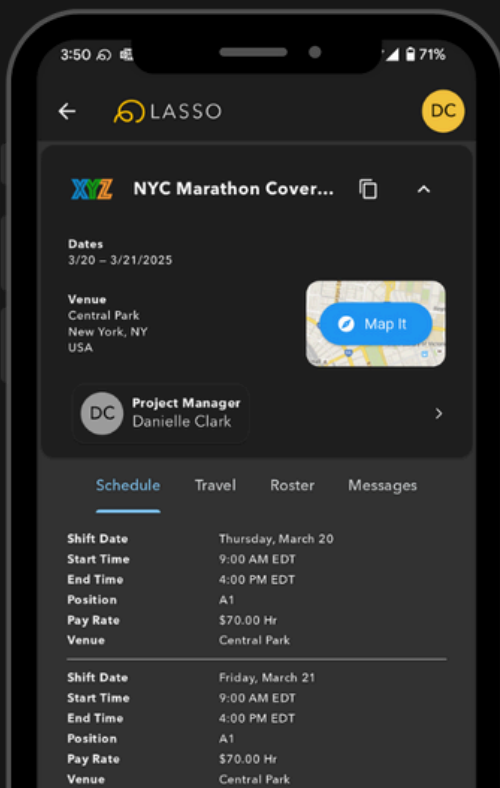 3:50
71%
LASSO
DC
XYZ
NYC Marathon Cover...
Dates
3/20 – 3/21/2025
Venue
Central Park
New York, NY
USA
Map It
DC
Project Manager
Danielle Clark
Schedule Travel Roster Messages
Shift Date Thursday, March 20
Start Time 9:00 AM EDT
End Time 4:00 PM EDT
Position A1
Pay Rate $70.00 Hr
Venue Central Park
Shift Date Friday, March 21
Start Time 9:00 AM EDT
End Time 4:00 PM EDT
Position A1
Pay Rate $70.00 Hr
Venue Central Park